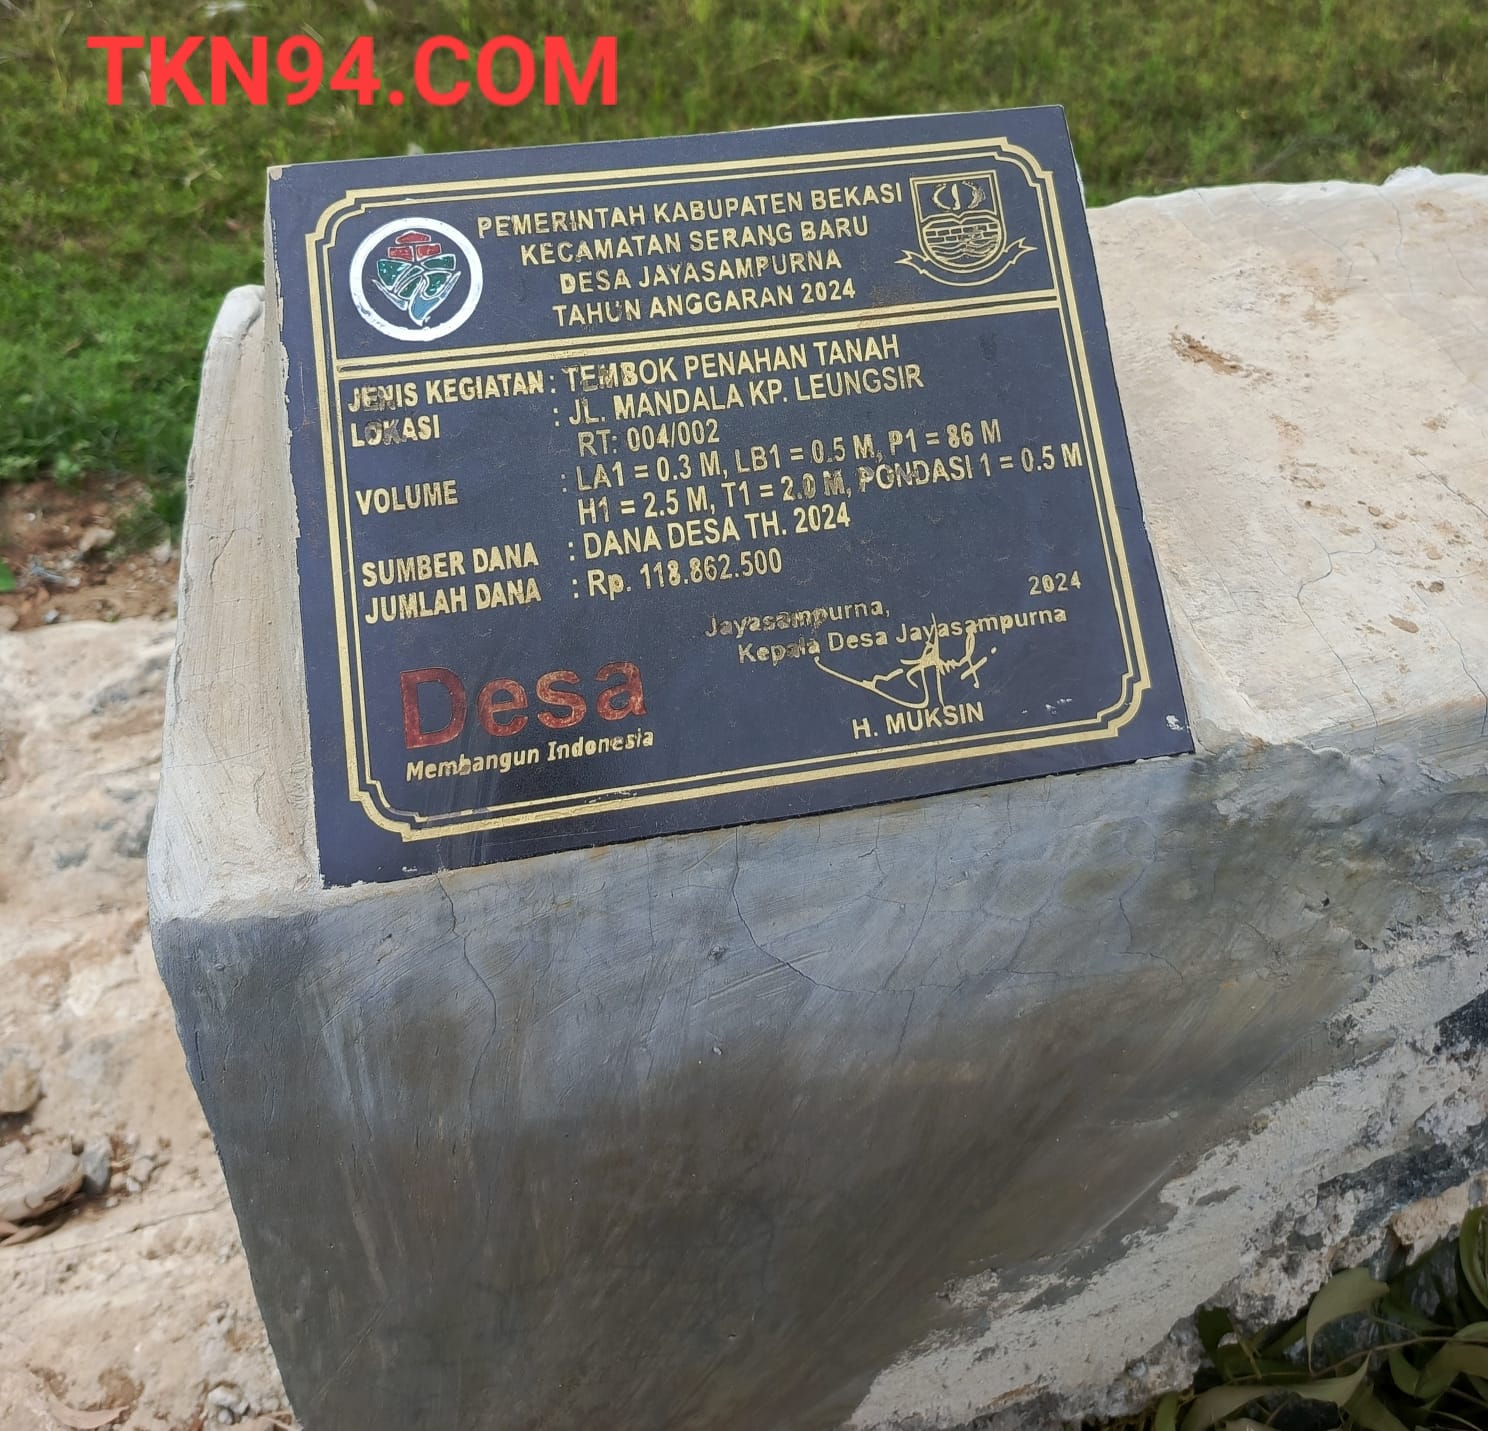 TKN94.COM
PEMERINTAH KABUPATEN BEKASI
KECAMATAN SERANG BARU
DESA JAYASAMPURNA
TAHUN ANGGARAN 2024
JENIS KEGIATAN : TEMBOK PENAHAN TANAH
LOKASI : JL. MANDALA KP. LEUNGSIR
RT: 004/002
VOLUME : LA1 = 0.3 M, LB1 = 0.5 M, P1 = 86 M
H1 = 2.5 M, T1 = 2.0 M, PONDASI 1 = 0.5 M
SUMBER DANA : DANA DESA TH. 2024
JUMLAH DANA : Rp. 118.862.500
Jayasampurna, 2024
Kepala Desa Jayasampurna
H. MUKSIN
Desa
Membangun Indonesia